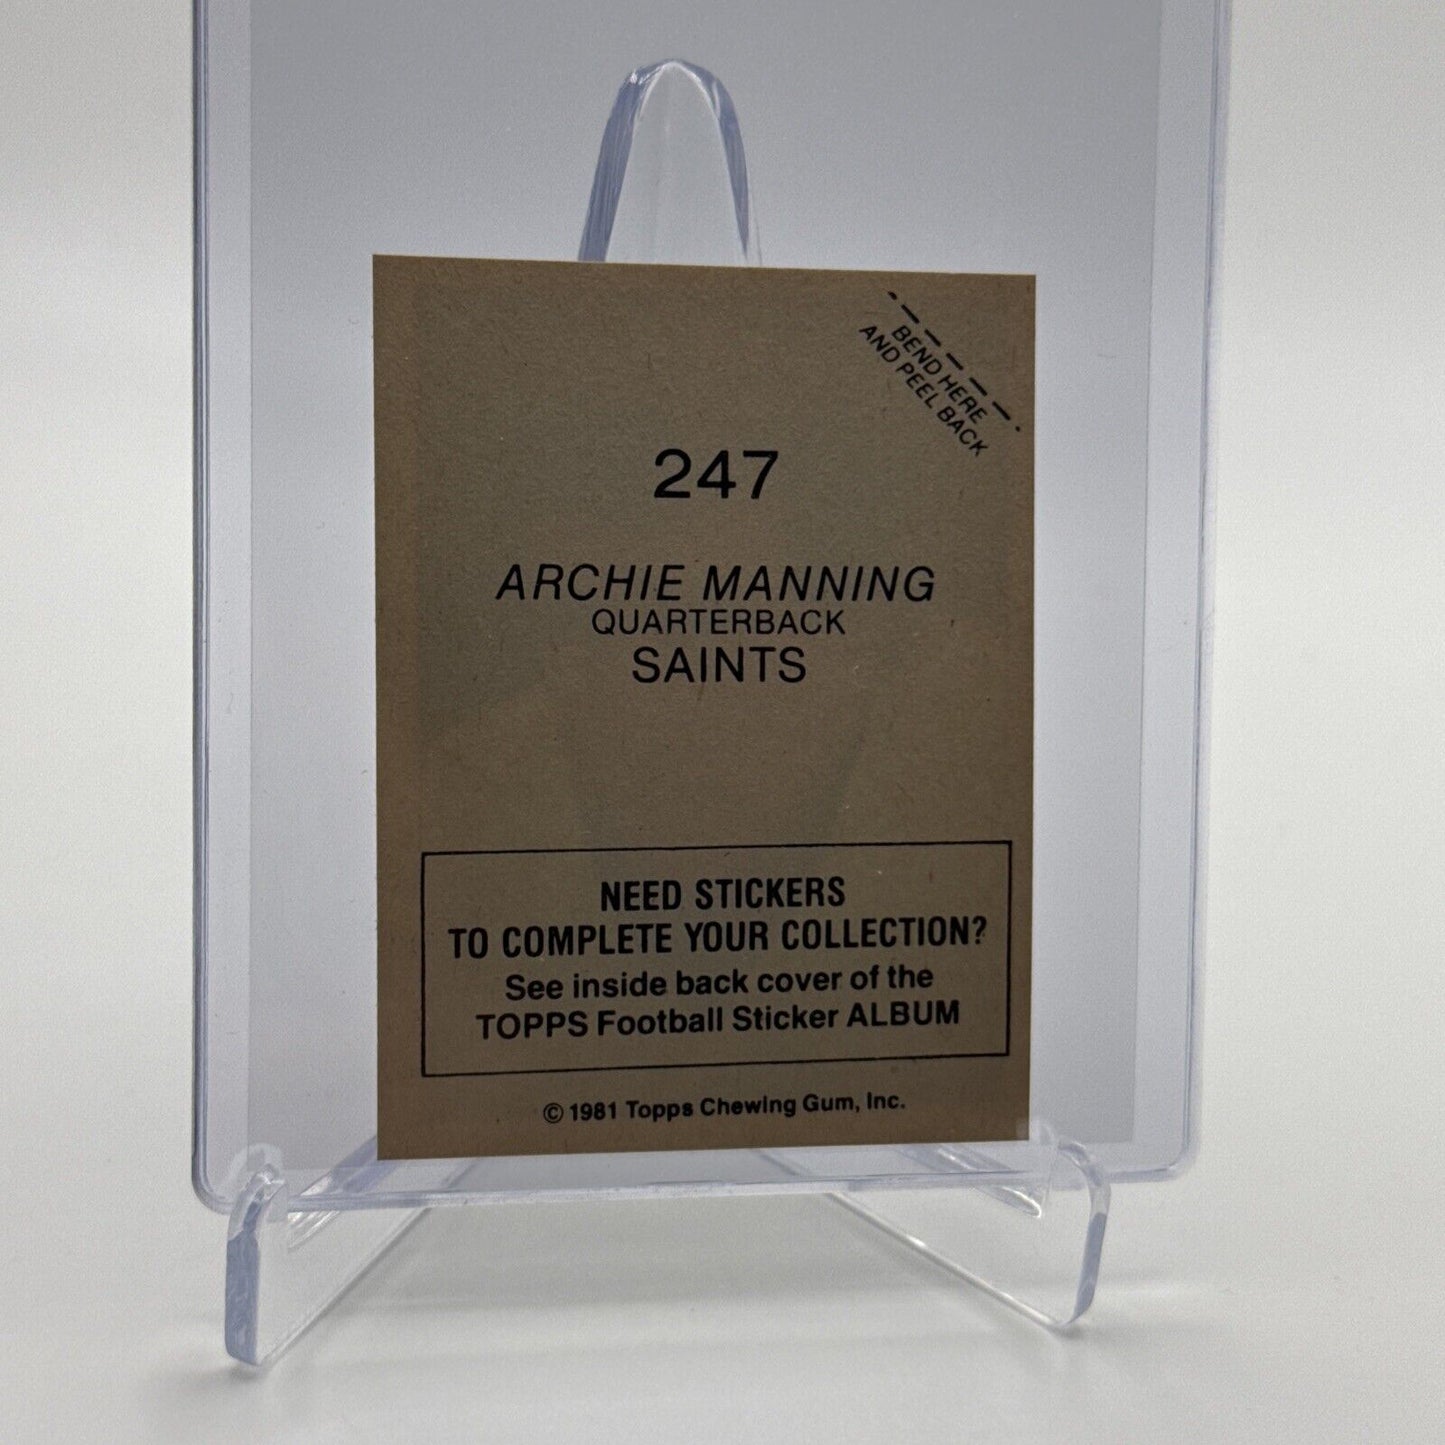 BEND HERE
AND PEEL BACK
247
ARCHIE MANNING
QUARTERBACK
SAINTS
NEED STICKERS
TO COMPLETE YOUR COLLECTION?
See inside back cover of the
TOPPS Football Sticker ALBUM
© 1981 Topps Chewing Gum, Inc.